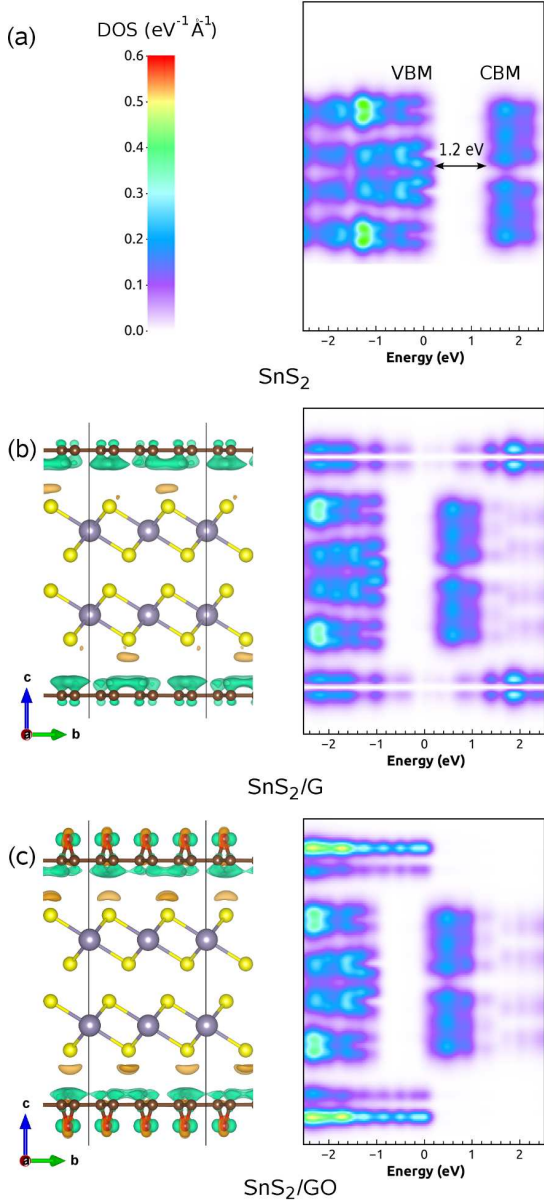 (a)
DOS (eV⁻¹ Å⁻¹)
0.6
0.5
0.4
0.3
0.2
0.1
0.0
VBM CBM
1.2 eV
−2 −1 0 1 2
Energy (eV)
SnS₂
(b)
c
a b
−2 −1 0 1 2
Energy (eV)
SnS₂/G
(c)
c
a b
−2 −1 0 1 2
Energy (eV)
SnS₂/GO